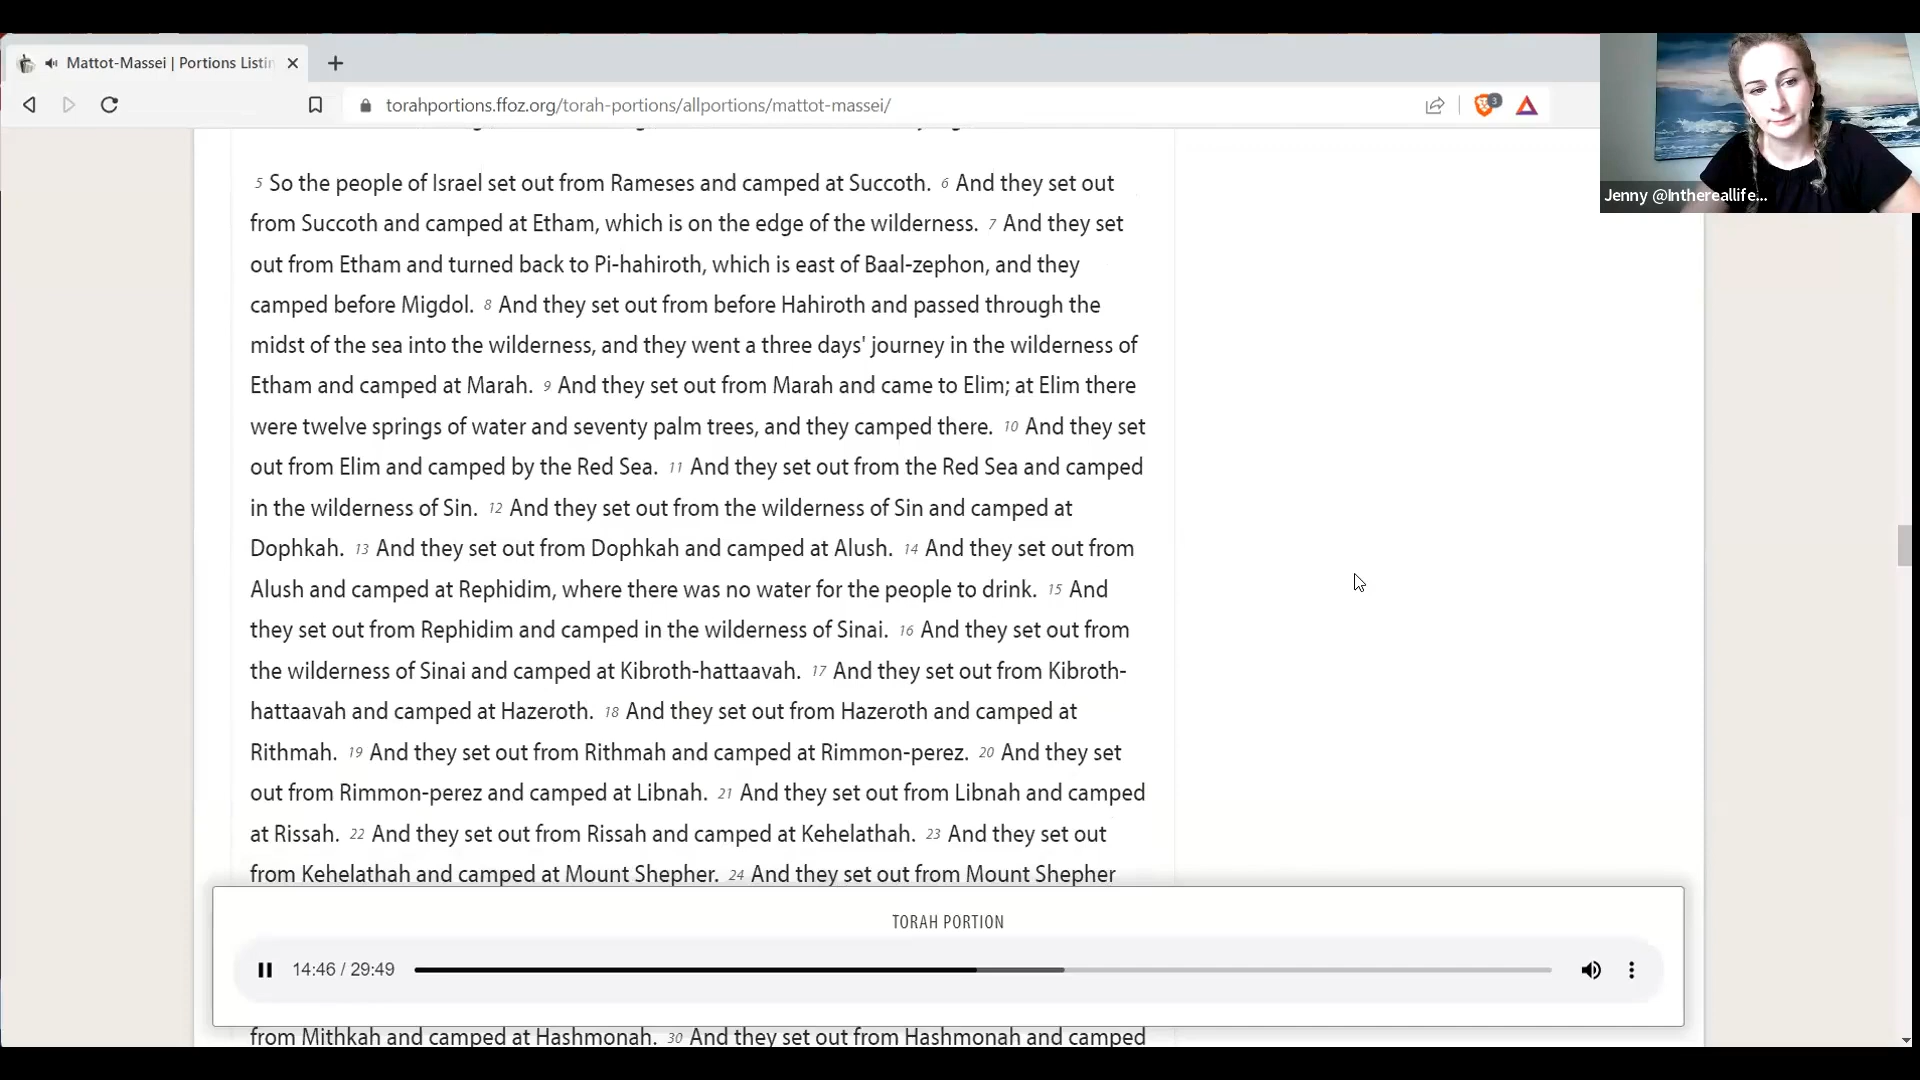 Mattot-Massei | Portions Listin
torahportions.ffoz.org/torah-portions/allportions/mattot-massei/
3
Jenny @Inthereallife...
5 So the people of Israel set out from Rameses and camped at Succoth. 6 And they set out
from Succoth and camped at Etham, which is on the edge of the wilderness. 7 And they set
out from Etham and turned back to Pi-hahiroth, which is east of Baal-zephon, and they
camped before Migdol. 8 And they set out from before Hahiroth and passed through the
midst of the sea into the wilderness, and they went a three days' journey in the wilderness of
Etham and camped at Marah. 9 And they set out from Marah and came to Elim; at Elim there
were twelve springs of water and seventy palm trees, and they camped there. 10 And they set
out from Elim and camped by the Red Sea. 11 And they set out from the Red Sea and camped
in the wilderness of Sin. 12 And they set out from the wilderness of Sin and camped at
Dophkah. 13 And they set out from Dophkah and camped at Alush. 14 And they set out from
Alush and camped at Rephidim, where there was no water for the people to drink. 15 And
they set out from Rephidim and camped in the wilderness of Sinai. 16 And they set out from
the wilderness of Sinai and camped at Kibroth-hattaavah. 17 And they set out from Kibroth-
hattaavah and camped at Hazeroth. 18 And they set out from Hazeroth and camped at
Rithmah. 19 And they set out from Rithmah and camped at Rimmon-perez. 20 And they set
out from Rimmon-perez and camped at Libnah. 21 And they set out from Libnah and camped
at Rissah. 22 And they set out from Rissah and camped at Kehelathah. 23 And they set out
from Kehelathah and camped at Mount Shepher. 24 And they set out from Mount Shepher
TORAH PORTION
14:46 / 29:49
from Mithkah and camped at Hashmonah. 30 And they set out from Hashmonah and camped